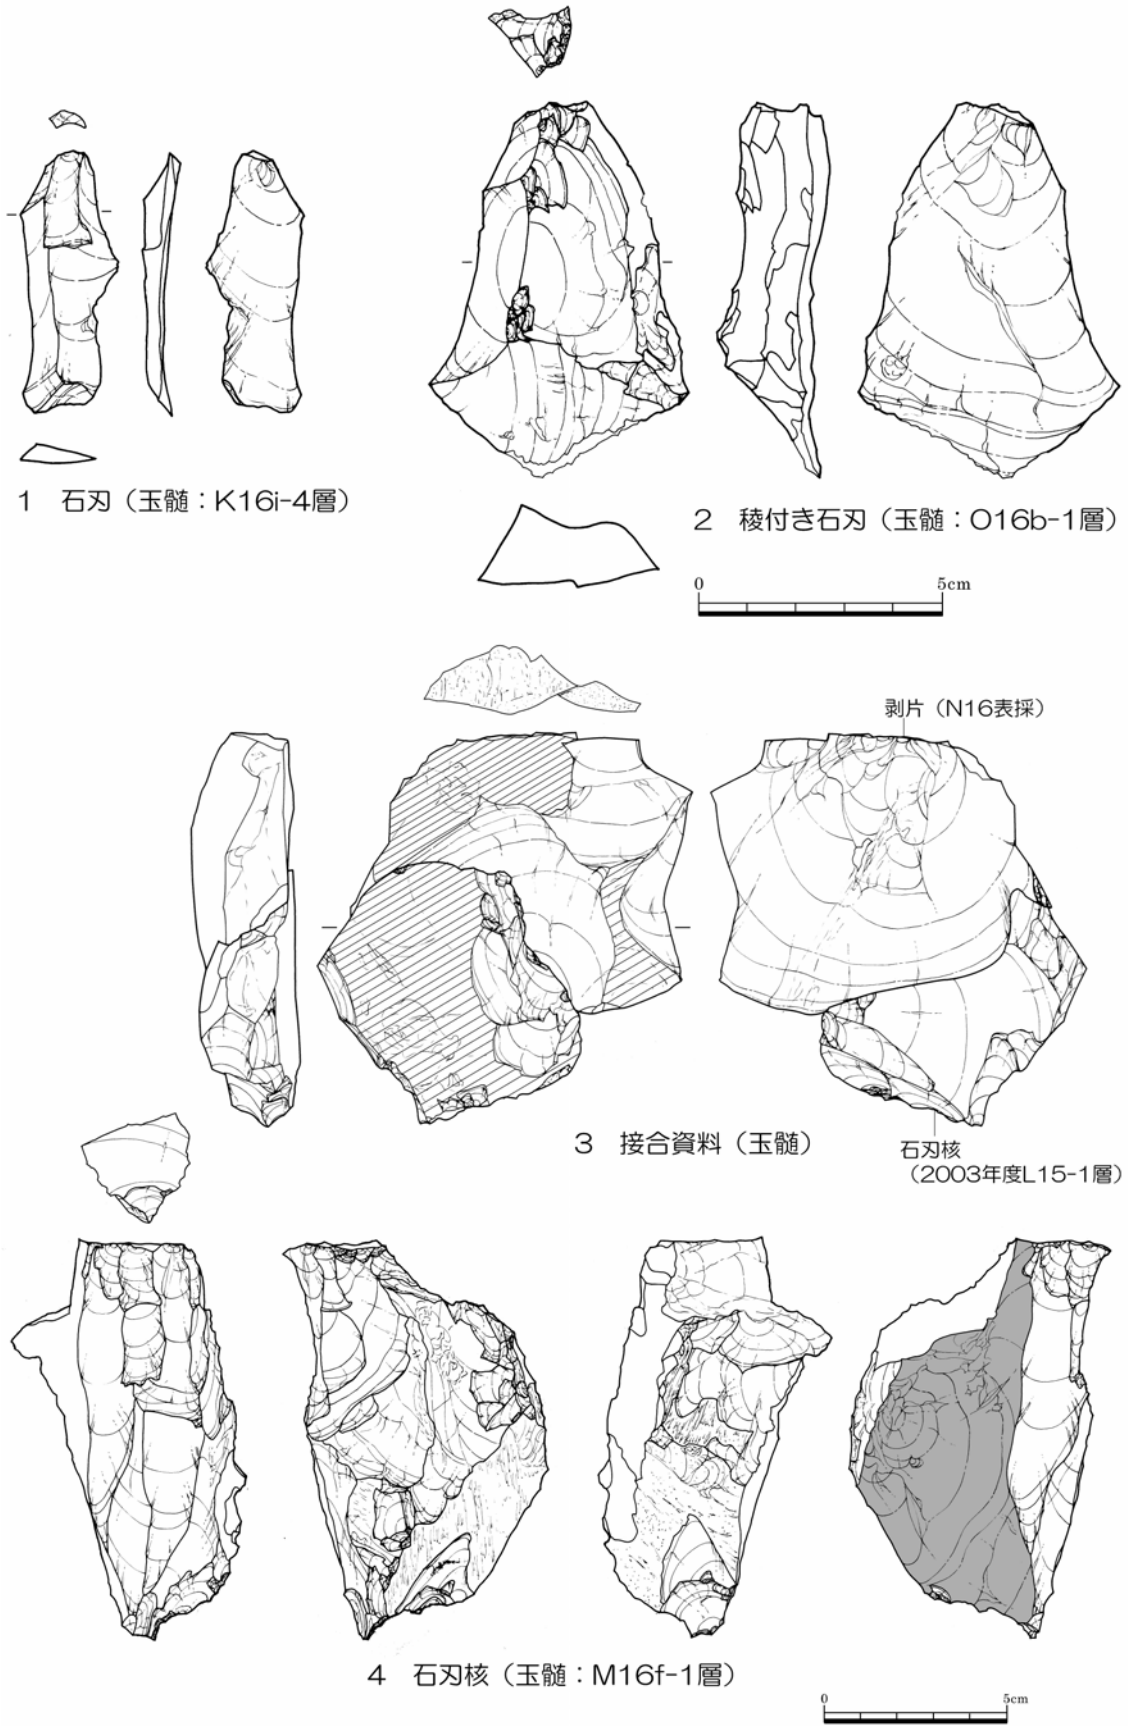 1 石刃（玉髄：K16i-4層）
2 稜付き石刃（玉髄：O16b-1層）
0 5cm
剥片（N16表採）
3 接合資料（玉髄）
石刃核
（2003年度L15-1層）
4 石刃核（玉髄：M16f-1層）
0 5cm